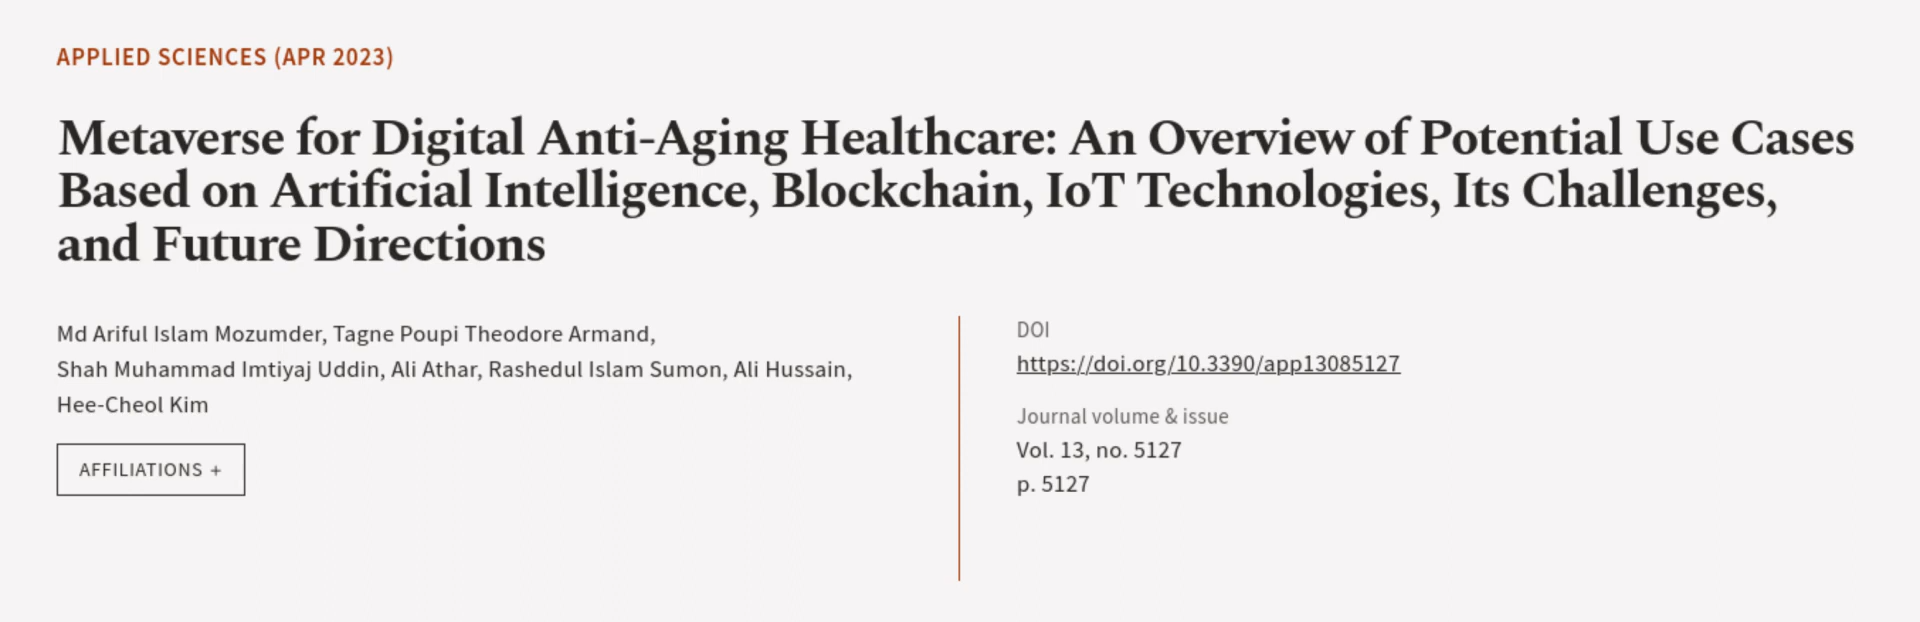 APPLIED SCIENCES (APR 2023)
Metaverse for Digital Anti-Aging Healthcare: An Overview of Potential Use Cases
Based on Artificial Intelligence, Blockchain, IoT Technologies, Its Challenges,
and Future Directions
Md Ariful Islam Mozumder, Tagne Poupi Theodore Armand,
Shah Muhammad Imtiyaj Uddin, Ali Athar, Rashedul Islam Sumon, Ali Hussain,
Hee-Cheol Kim
AFFILIATIONS +
DOI
https://doi.org/10.3390/app13085127
Journal volume & issue
Vol. 13, no. 5127
p. 5127